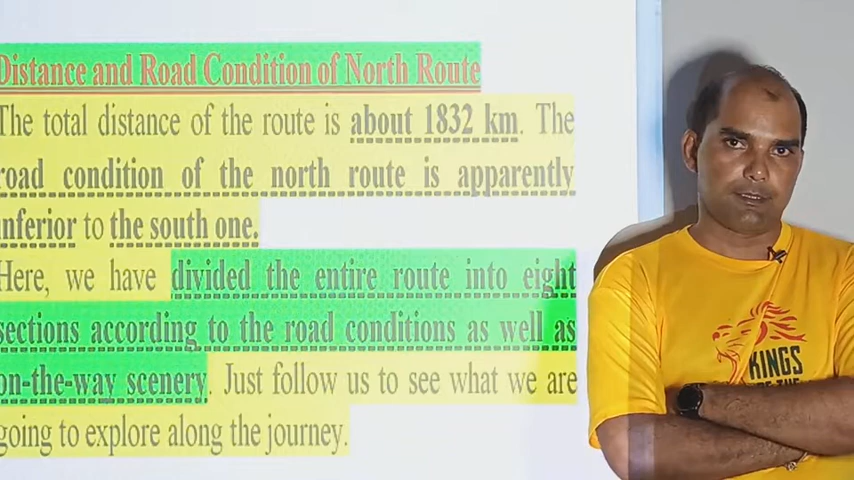 Distance and Road Condition of North Route
The total distance of the route is about 1832 km. The
road condition of the north route is apparently
inferior to the south one.
Here, we have divided the entire route into eight
sections according to the road conditions as well as
on-the-way scenery. Just follow us to see what we are
going to explore along the journey.
KINGS